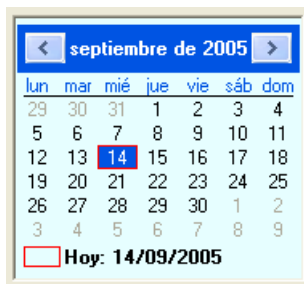 septiembre de 2005
lun mar mié jue vie sáb dom
29 30 31 1 2 3 4
5 6 7 8 9 10 11
12 13 14 15 16 17 18
19 20 21 22 23 24 25
26 27 28 29 30 1 2
3 4 5 6 7 8 9
Hoy: 14/09/2005